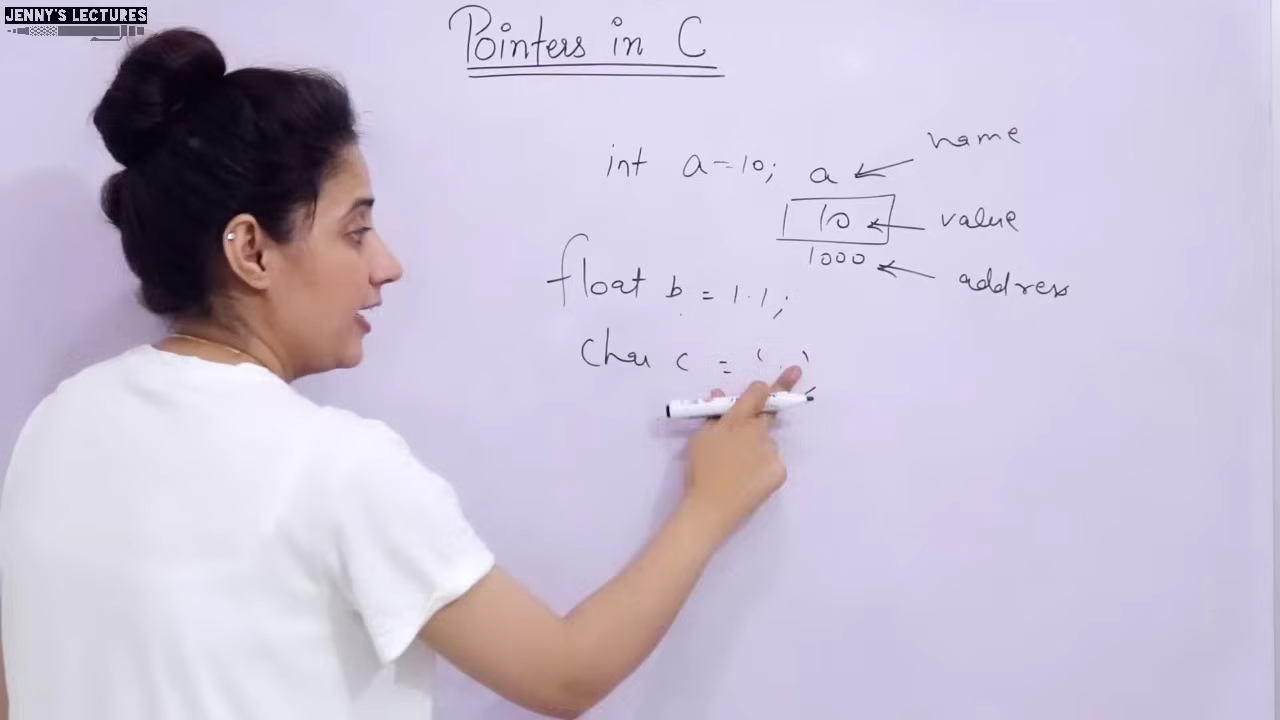 JENNY'S LECTURES
Pointers in C
int a=10; a name
10 value
1000 address
float b = 1.1;
Char c = ' '